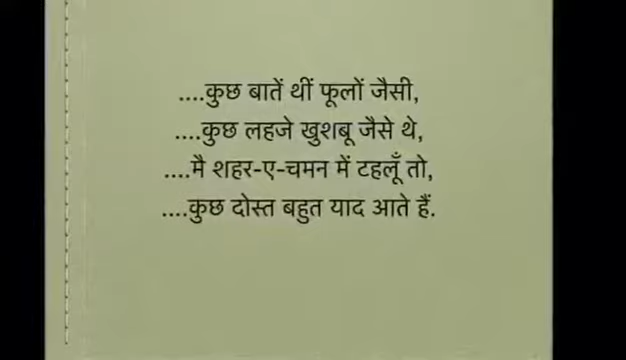 ....कुछ बातें थीं फूलों जैसी,
....कुछ लहजे खुशबू जैसे थे,
....मै शहर-ए-चमन में टहलूँ तो,
....कुछ दोस्त बहुत याद आते हैं.